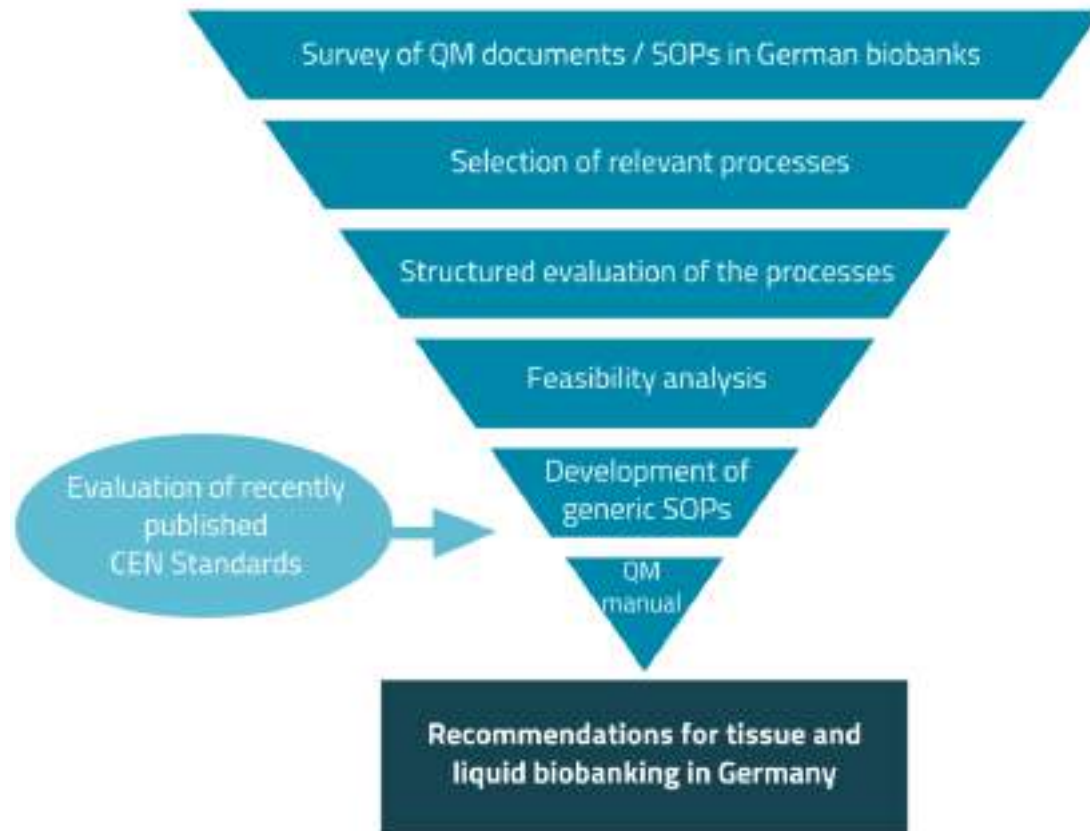 Survey of QM documents / SOPs in German biobanks
Selection of relevant processes
Structured evaluation of the processes
Feasibility analysis
Development of
generic SOPs
Evaluation of recently
published
CEN Standards
QM
manual
Recommendations for tissue and
liquid biobanking in Germany